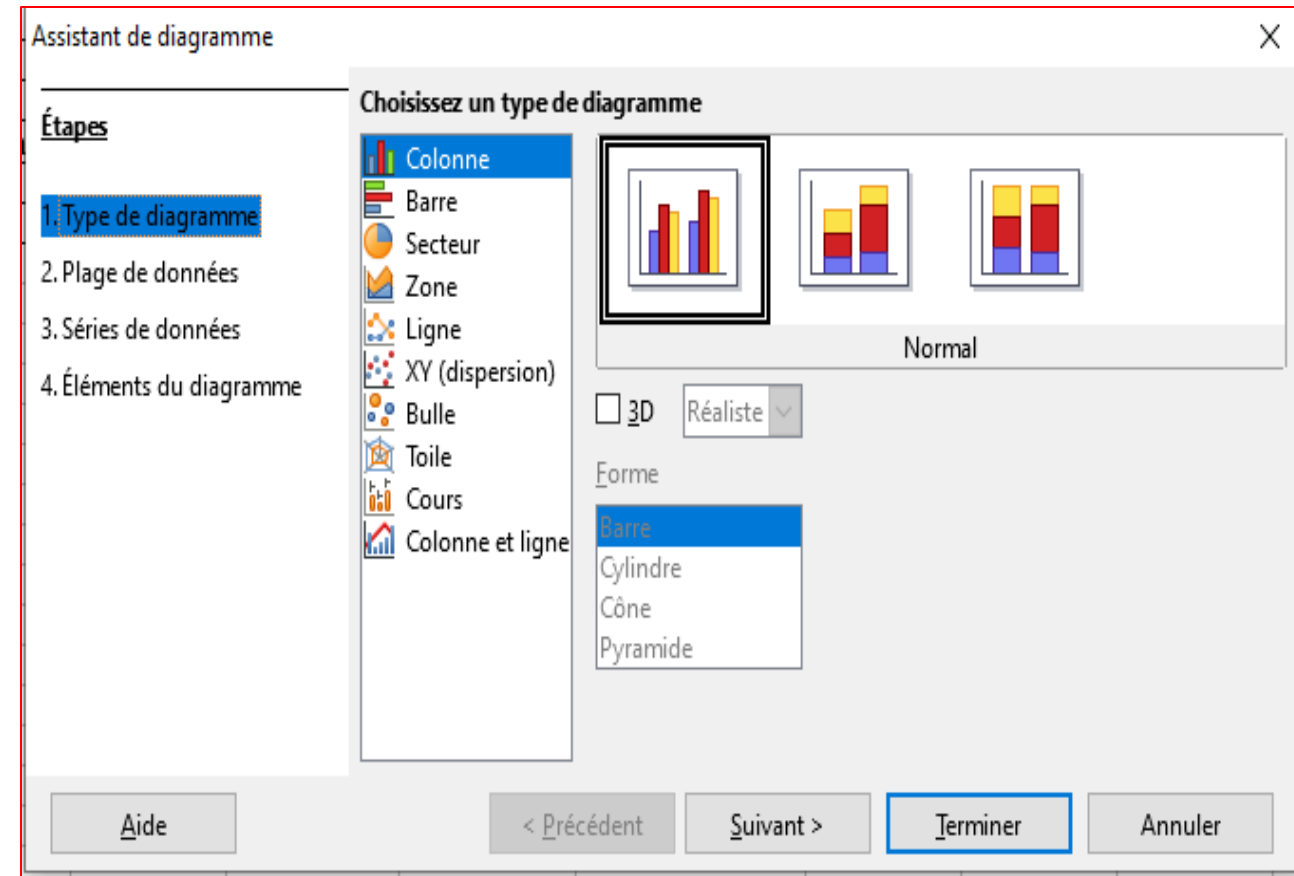 Assistant de diagramme
Étapes
1. Type de diagramme
2. Plage de données
3. Séries de données
4. Éléments du diagramme
Choisissez un type de diagramme
Colonne
Barre
Secteur
Zone
Ligne
XY (dispersion)
Bulle
Toile
Cours
Colonne et ligne
Normal
3D Réaliste
Forme
Barre
Cylindre
Cône
Pyramide
Aide < Précédent Suivant > Terminer Annuler